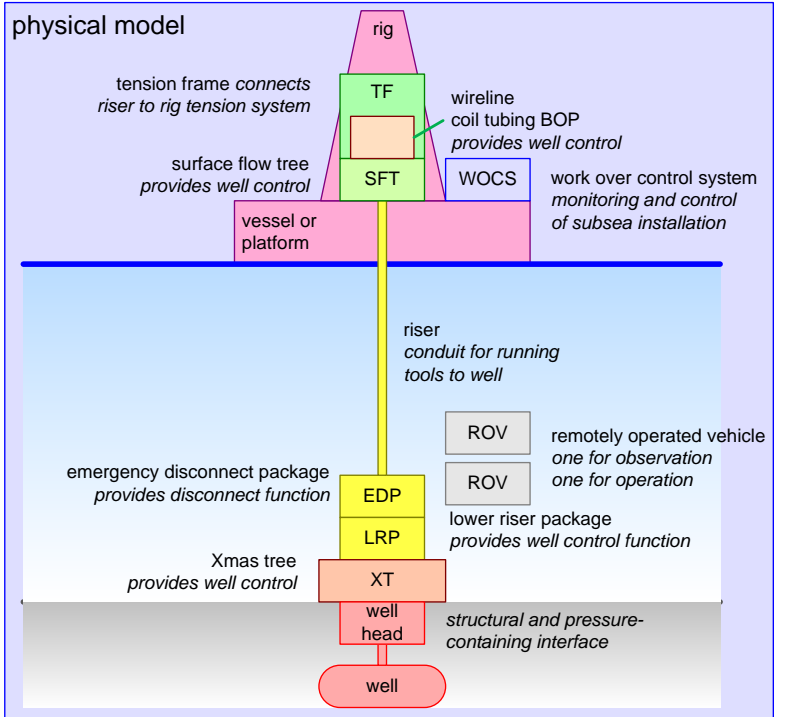 physical model
rig
tension frame connects
riser to rig tension system
TF
wireline
coil tubing BOP
provides well control
surface flow tree
provides well control
SFT
WOCS
work over control system
monitoring and control
of subsea installation
vessel or
platform
riser
conduit for running
tools to well
ROV
ROV
remotely operated vehicle
one for observation
one for operation
emergency disconnect package
provides disconnect function
EDP
lower riser package
provides well control function
LRP
Xmas tree
provides well control
XT
well
head
structural and pressure-
containing interface
well